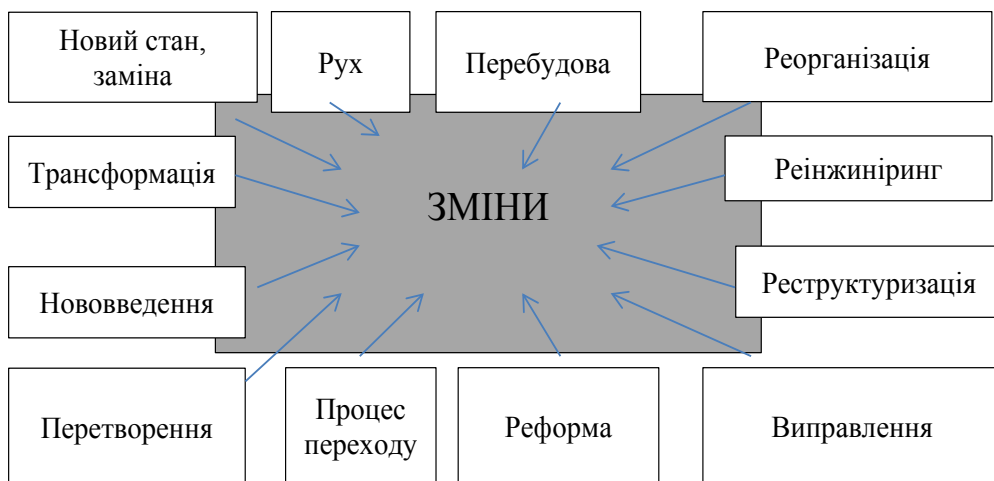 Новий стан,
заміна
Рух
Перебудова
Реорганізація
Трансформація
Реінжиніринг
ЗМІНИ
Нововведення
Реструктуризація
Перетворення
Процес
переходу
Реформа
Виправлення